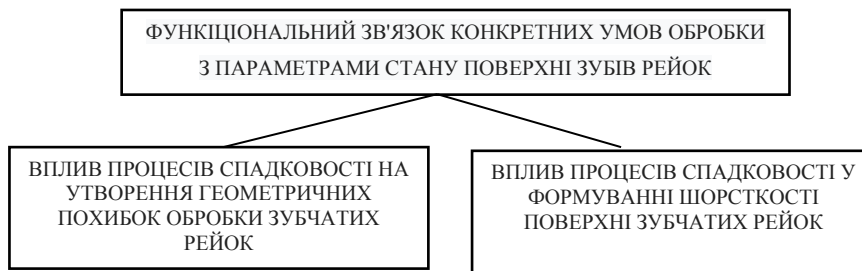 ФУНКІЦІОНАЛЬНИЙ ЗВ'ЯЗОК КОНКРЕТНИХ УМОВ ОБРОБКИ
З ПАРАМЕТРАМИ СТАНУ ПОВЕРХНІ ЗУБІВ РЕЙОК
ВПЛИВ ПРОЦЕСІВ СПАДКОВОСТІ НА
УТВОРЕННЯ ГЕОМЕТРИЧНИХ
ПОХИБОК ОБРОБКИ ЗУБЧАТИХ
РЕЙОК
ВПЛИВ ПРОЦЕСІВ СПАДКОВОСТІ У
ФОРМУВАННІ ШОРСТКОСТІ
ПОВЕРХНІ ЗУБЧАТИХ РЕЙОК